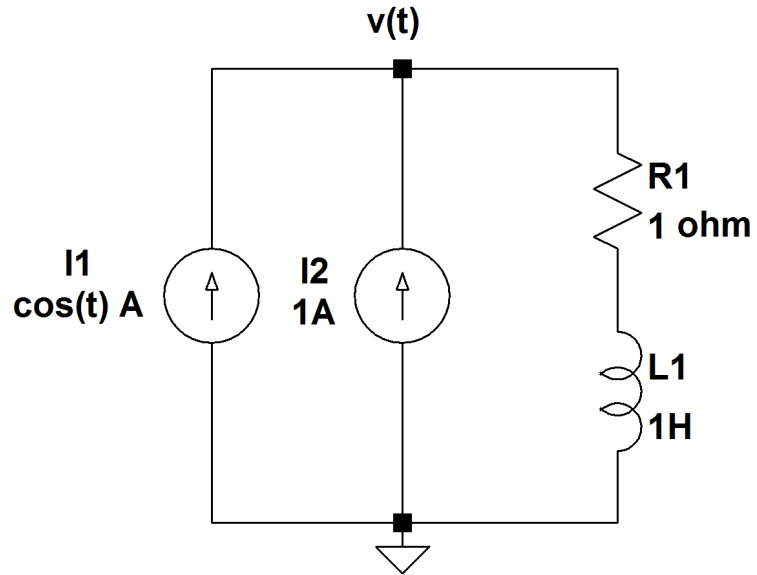 v(t)
R1
1 ohm
I1
cos(t) A
I2
1A
L1
1H